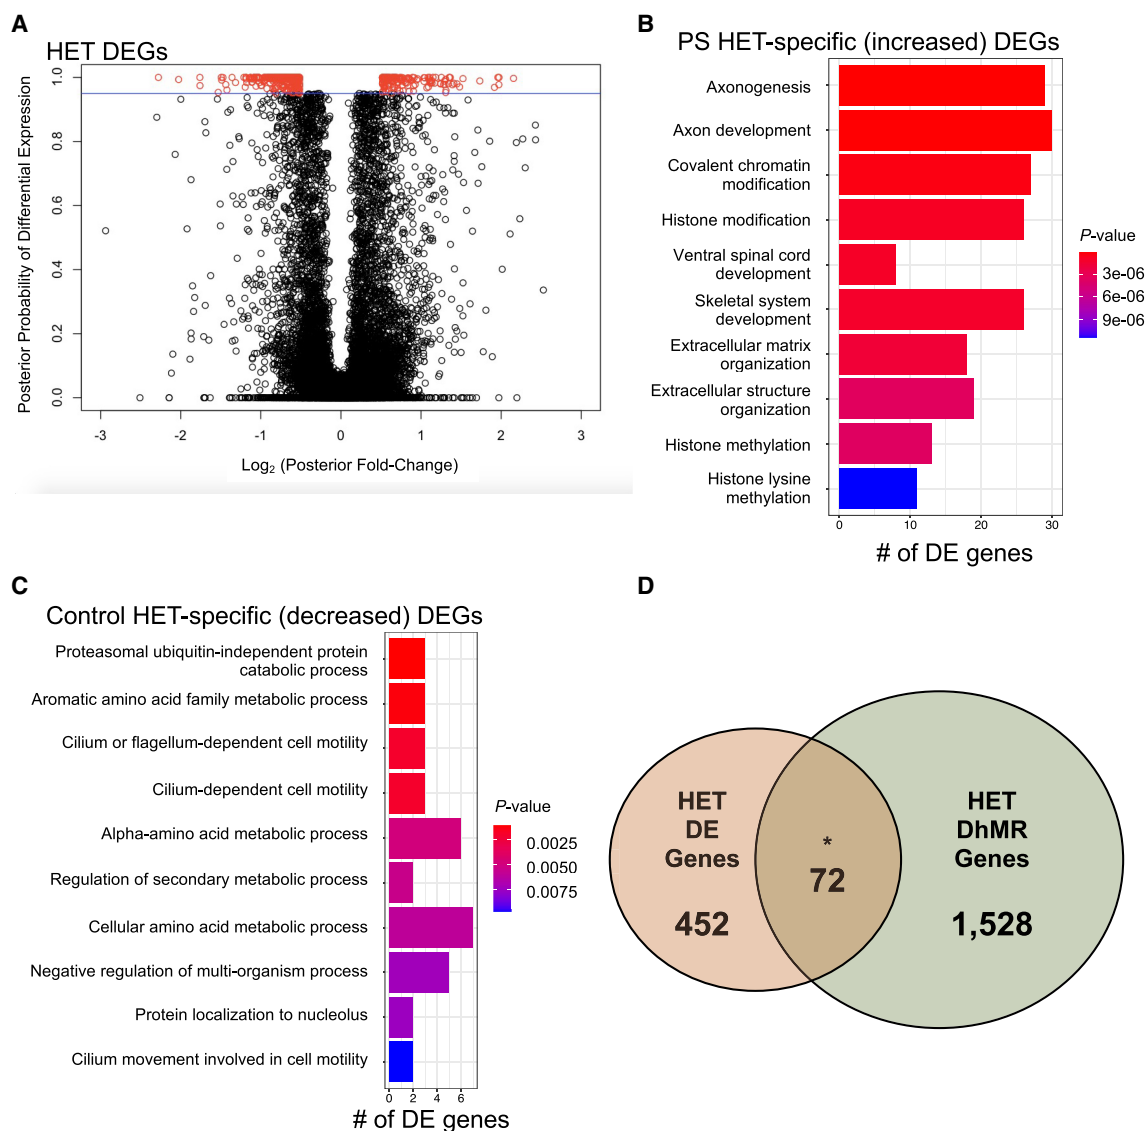 A
HET DEGs
Posterior Probability of Differential Expression
1.0
0.8
0.6
0.4
0.2
0.0
-3
-2
-1
0
1
2
3
Log2 (Posterior Fold-Change)
B
PS HET-specific (increased) DEGs
Axonogenesis
Axon development
Covalent chromatin
modification
Histone modification
Ventral spinal cord
development
Skeletal system
development
Extracellular matrix
organization
Extracellular structure
organization
Histone methylation
Histone lysine
methylation
0
10
20
30
# of DE genes
P-value
3e-06
6e-06
9e-06
C
Control HET-specific (decreased) DEGs
Proteasomal ubiquitin-independent protein
catabolic process
Aromatic amino acid family metabolic process
Cilium or flagellum-dependent cell motility
Cilium-dependent cell motility
Alpha-amino acid metabolic process
Regulation of secondary metabolic process
Cellular amino acid metabolic process
Negative regulation of multi-organism process
Protein localization to nucleolus
Cilium movement involved in cell motility
0
2
4
6
# of DE genes
P-value
0.0025
0.0050
0.0075
D
HET
DE
Genes
452
*
72
HET
DhMR
Genes
1,528